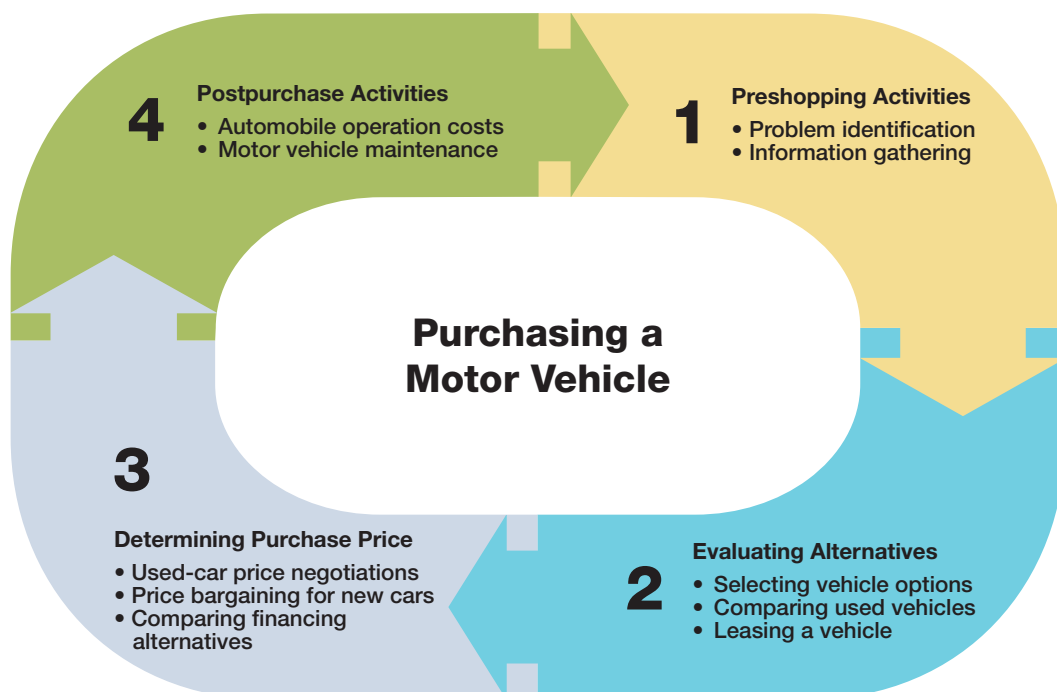 4
Postpurchase Activities
• Automobile operation costs
• Motor vehicle maintenance
1
Preshopping Activities
• Problem identification
• Information gathering
Purchasing a
Motor Vehicle
3
Determining Purchase Price
• Used-car price negotiations
• Price bargaining for new cars
• Comparing financing
alternatives
2
Evaluating Alternatives
• Selecting vehicle options
• Comparing used vehicles
• Leasing a vehicle